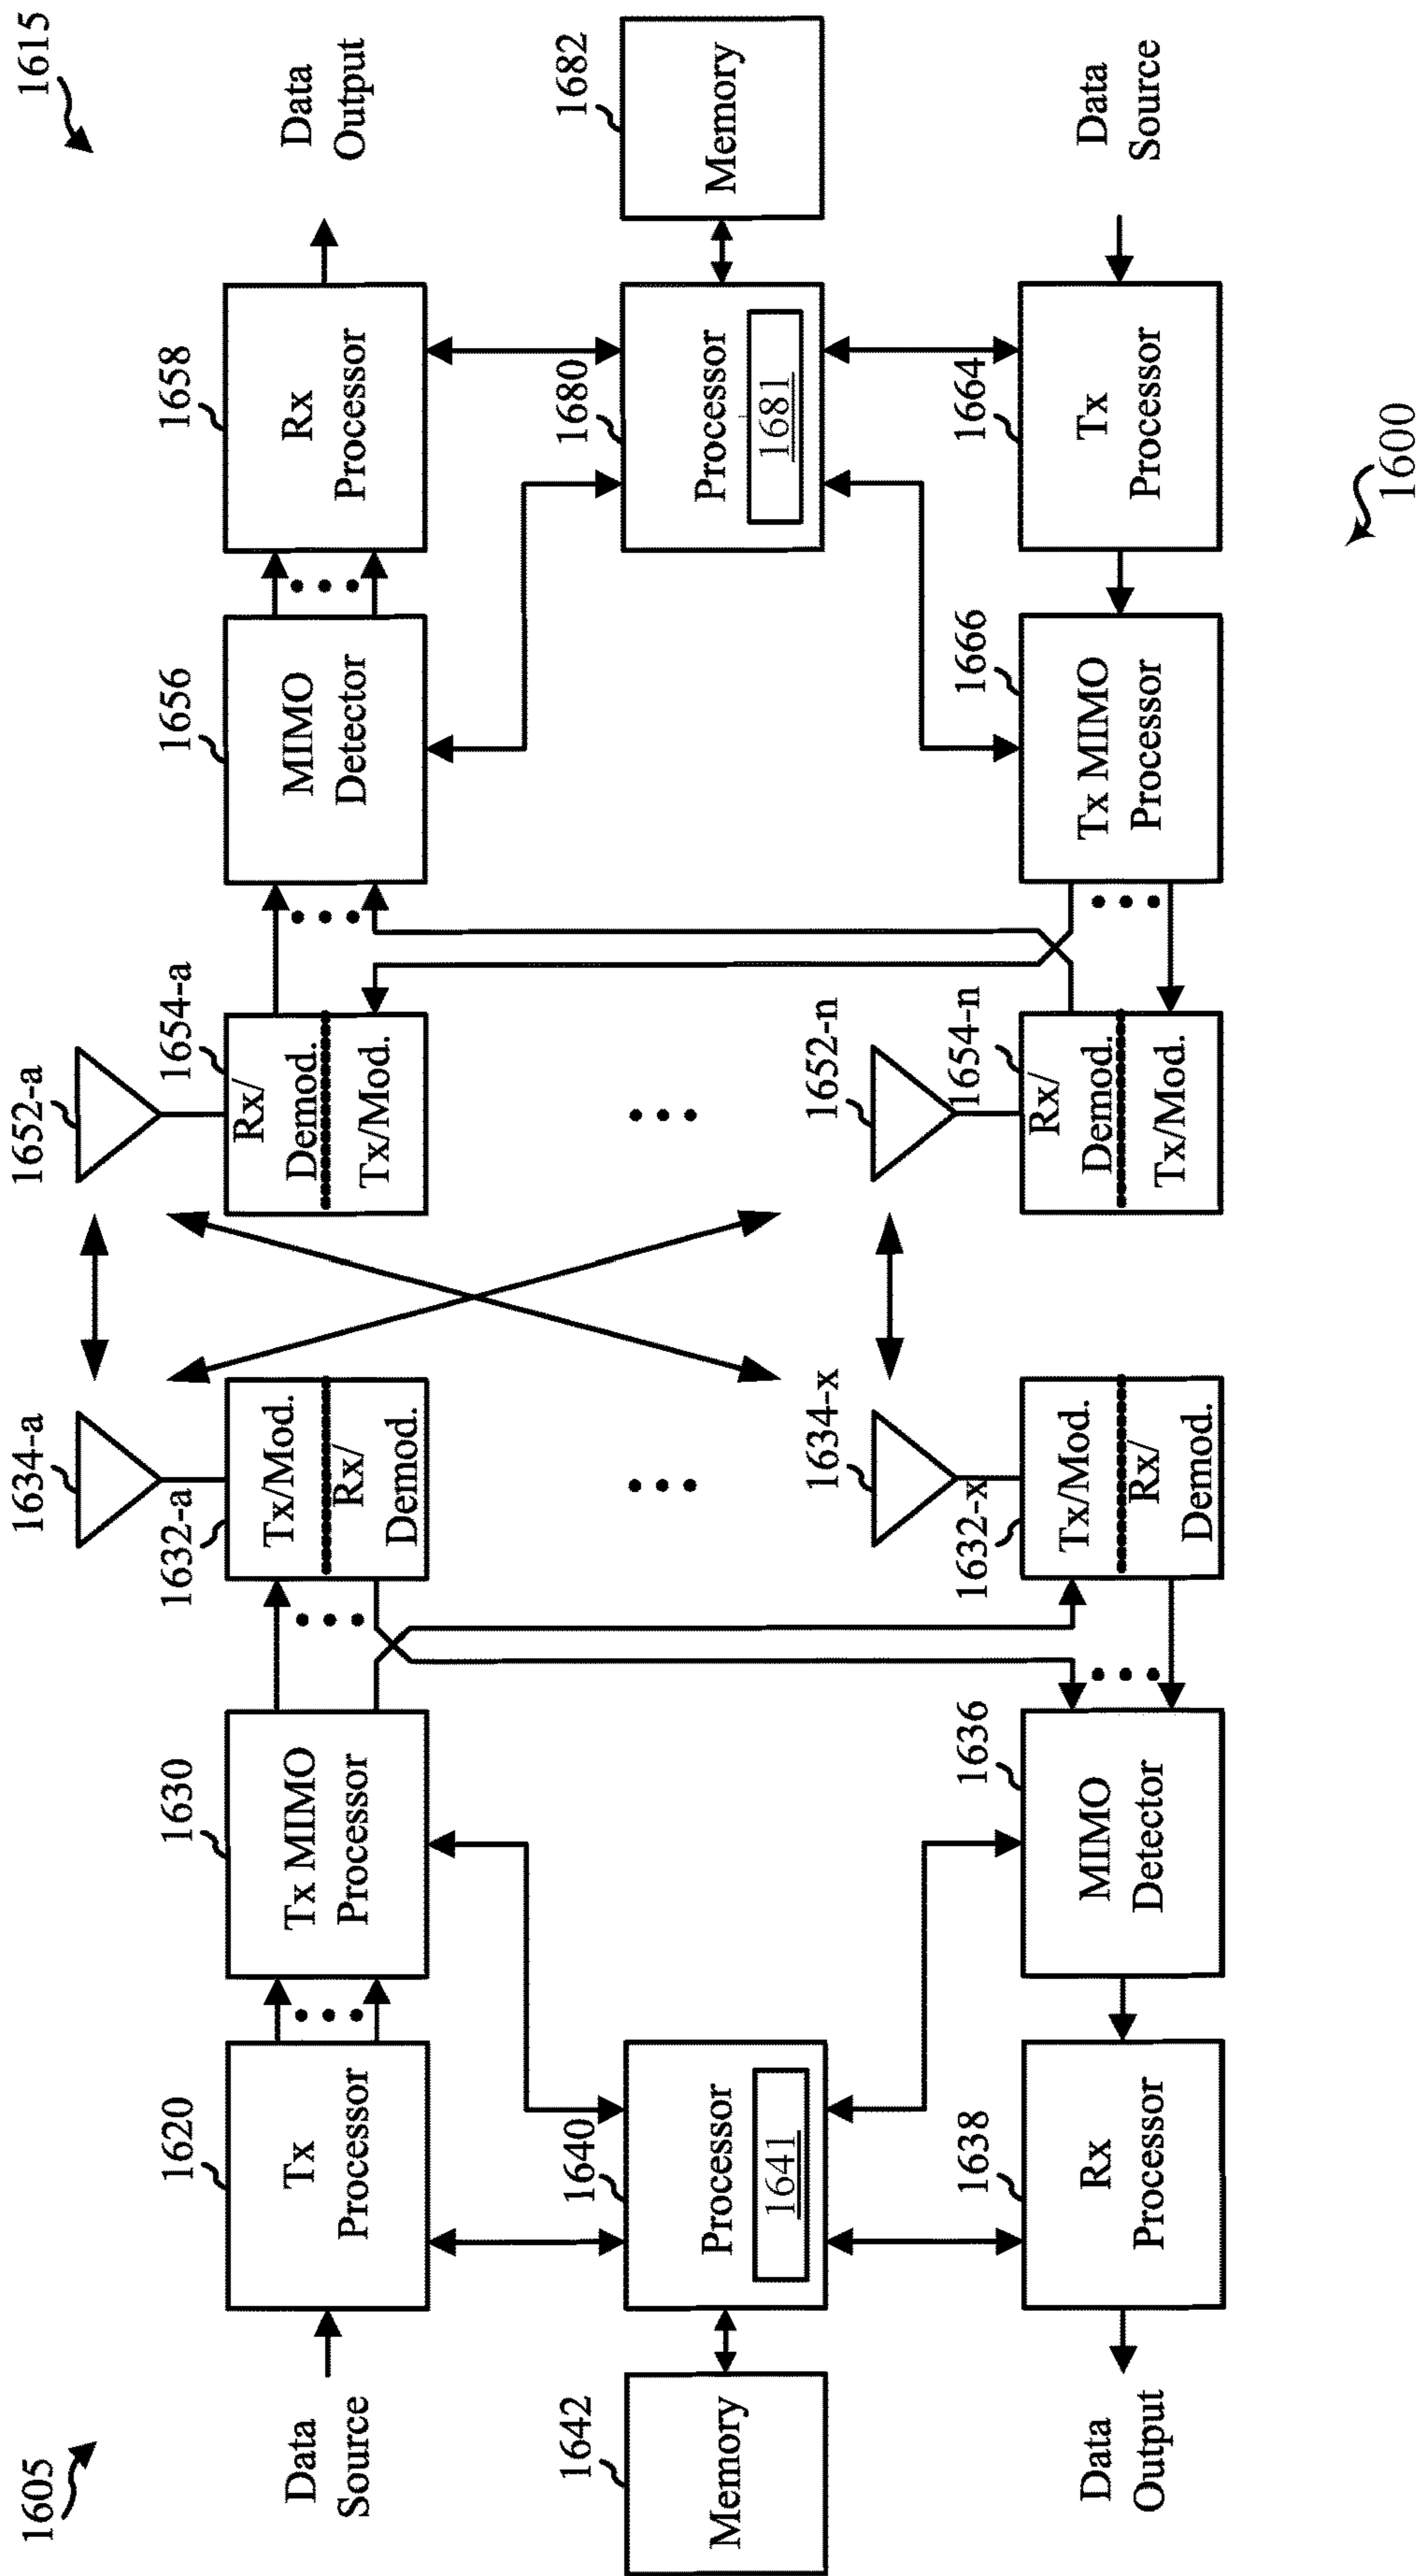 1605
1615
Data
Source
1620
Tx
Processor
1630
Tx MIMO
Processor
1634-a
1632-a
Tx/Mod.
Rx/
Demod.
1652-a
1654-a
Rx/
Demod.
Tx/Mod.
1656
MIMO
Detector
1658
Rx
Processor
Data
Output
1642
Memory
1640
Processor
1641
1680
Processor
1681
1682
Memory
Data
Output
1638
Rx
Processor
1636
MIMO
Detector
1634-x
1632-x
Tx/Mod.
Rx/
Demod.
1652-n
1654-n
Rx/
Demod.
Tx/Mod.
1666
Tx MIMO
Processor
1664
Tx
Processor
Data
Source
1600